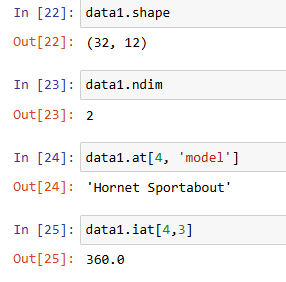 In [22]: data1.shape
Out[22]: (32, 12)
In [23]: data1.ndim
Out[23]: 2
In [24]: data1.at[4, 'model']
Out[24]: 'Hornet Sportabout'
In [25]: data1.iat[4,3]
Out[25]: 360.0